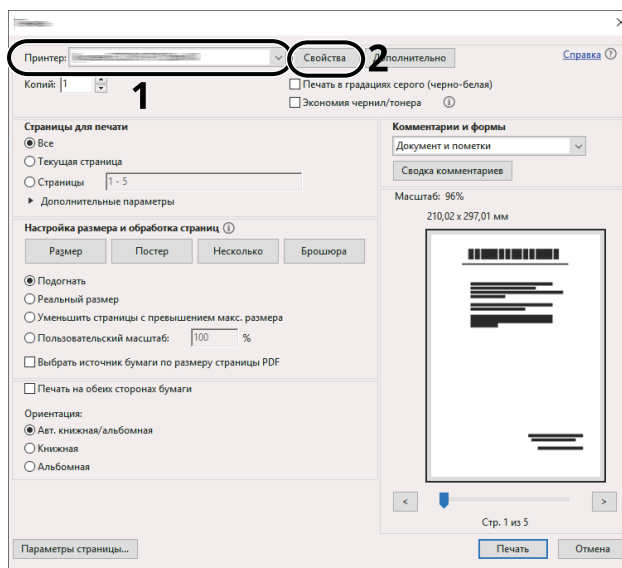 Принтер:
Свойства
2
Дополнительно
Справка
Копий: 1
1
Печать в градациях серого (черно-белая)
Экономия чернил/тонера
Страницы для печати
Все
Текущая страница
Страницы 1 - 5
Дополнительные параметры
Настройка размера и обработка страниц
Размер
Постер
Несколько
Брошюра
Подогнать
Реальный размер
Уменьшить страницы с превышением макс. размера
Пользовательский масштаб: 100 %
Выбрать источник бумаги по размеру страницы PDF
Печать на обеих сторонах бумаги
Ориентация:
Авт. книжная/альбомная
Книжная
Альбомная
Комментарии и формы
Документ и пометки
Сводка комментариев
Масштаб: 96%
210,02 x 297,01 мм
< >
Стр. 1 из 5
Параметры страницы...
Печать
Отмена